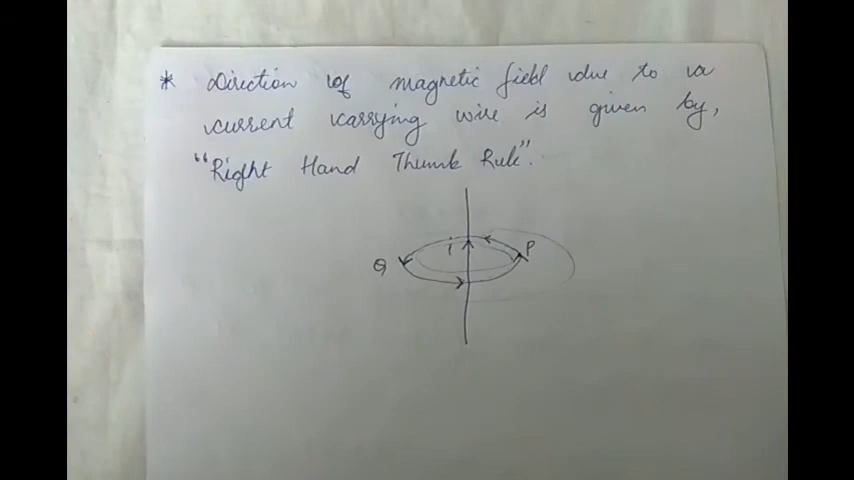 * Direction of magnetic field due to a
current carrying wire is given by,
"Right Hand Thumb Rule".
i
P
Q